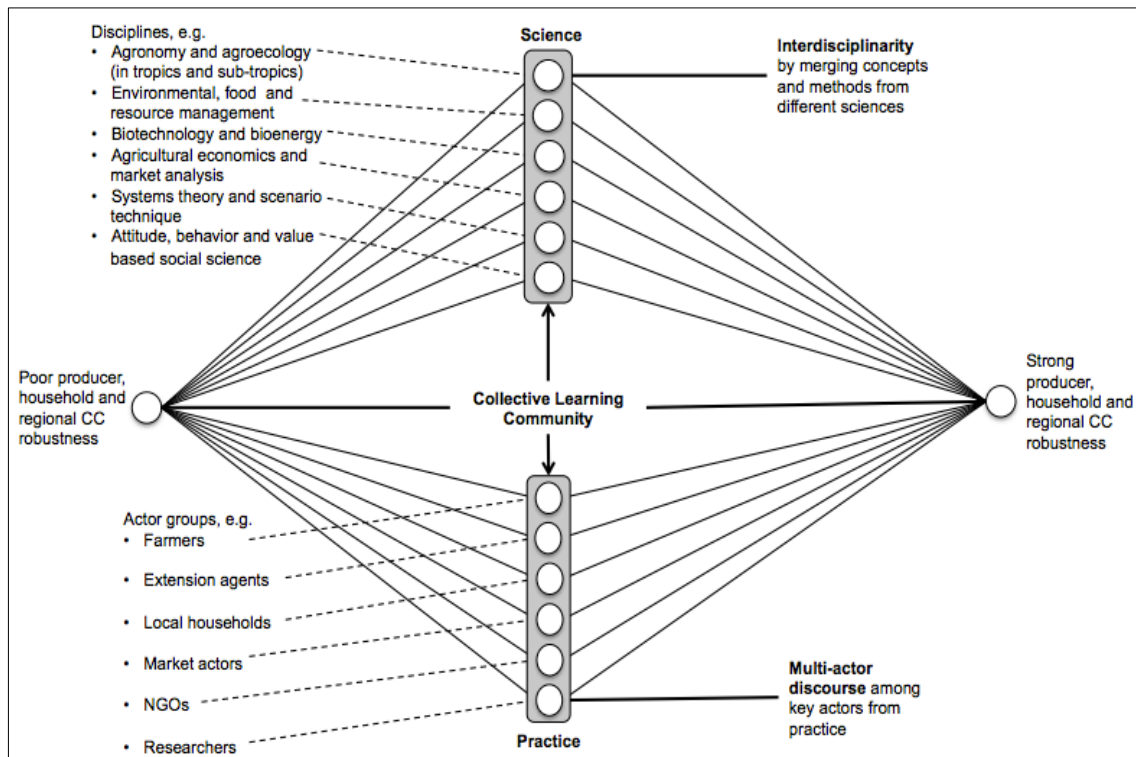 Disciplines, e.g.
• Agronomy and agroecology
(in tropics and sub-tropics)
• Environmental, food and
resource management
• Biotechnology and bioenergy
• Agricultural economics and
market analysis
• Systems theory and scenario
technique
• Attitude, behavior and value
based social science
Science
Interdisciplinarity
by merging concepts
and methods from
different sciences
Poor producer,
household and
regional CC
robustness
Collective Learning
Community
Strong
producer,
household and
regional CC
robustness
Actor groups, e.g.
• Farmers
• Extension agents
• Local households
• Market actors
• NGOs
• Researchers
Practice
Multi-actor
discourse among
key actors from
practice